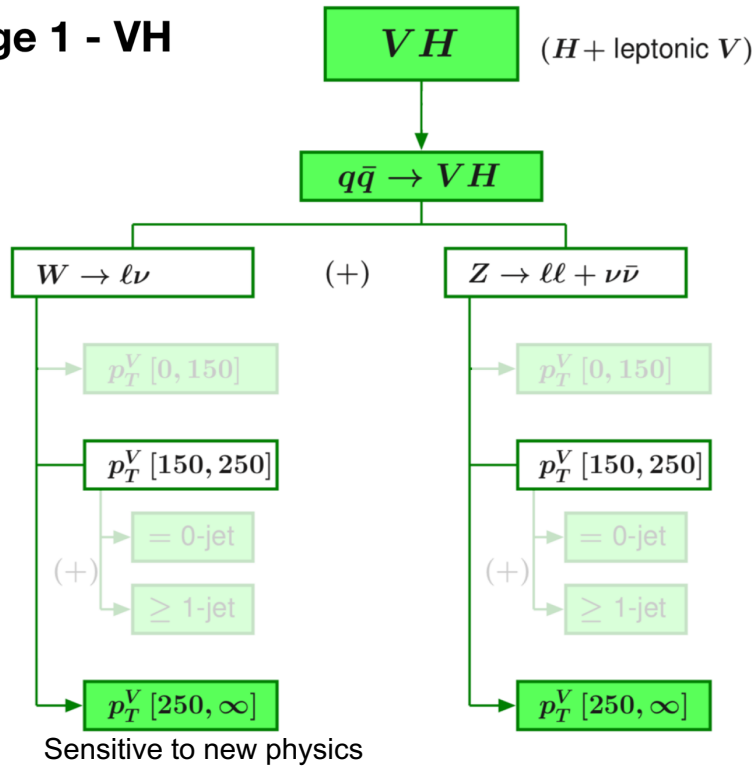 ge 1 - VH
VH (H + leptonic V)
qq̄ → VH
W → ℓν (+) Z → ℓℓ + νν̄
p_T^V [0, 150] p_T^V [0, 150]
p_T^V [150, 250] p_T^V [150, 250]
= 0-jet = 0-jet
(+) (+)
≥ 1-jet ≥ 1-jet
p_T^V [250, ∞] p_T^V [250, ∞]
Sensitive to new physics